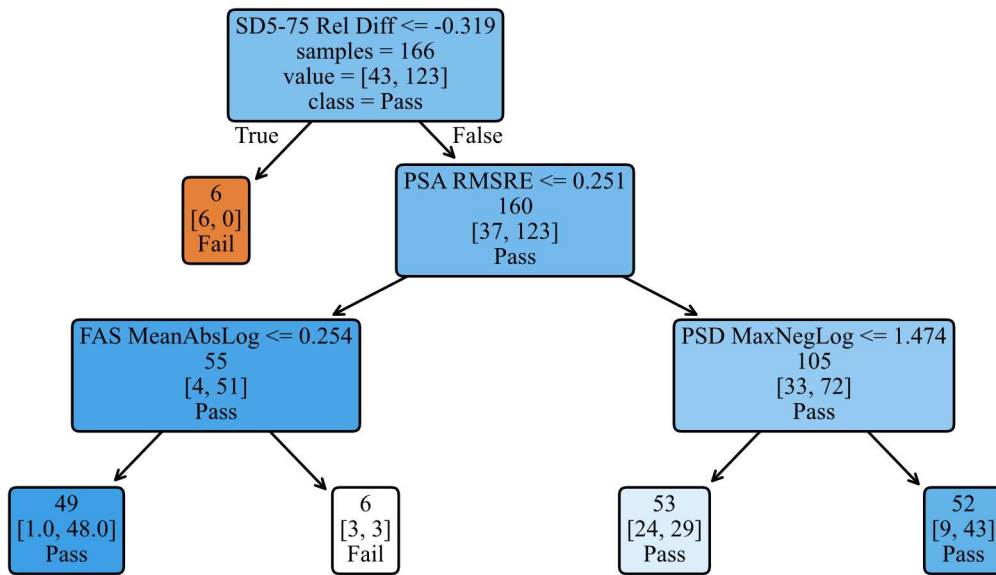 SD5-75 Rel Diff <= -0.319
samples = 166
value = [43, 123]
class = Pass
True
False
6
[6, 0]
Fail
PSA RMSRE <= 0.251
160
[37, 123]
Pass
FAS MeanAbsLog <= 0.254
55
[4, 51]
Pass
PSD MaxNegLog <= 1.474
105
[33, 72]
Pass
49
[1.0, 48.0]
Pass
6
[3, 3]
Fail
53
[24, 29]
Pass
52
[9, 43]
Pass